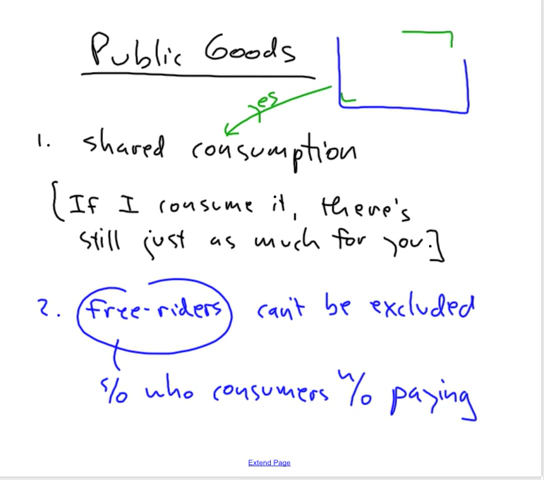 Public Goods
yes
1. shared consumption
[If I consume it, there's
still just as much for you.]
2. free-riders can't be excluded
s/o who consumers w/o paying
Extend Page